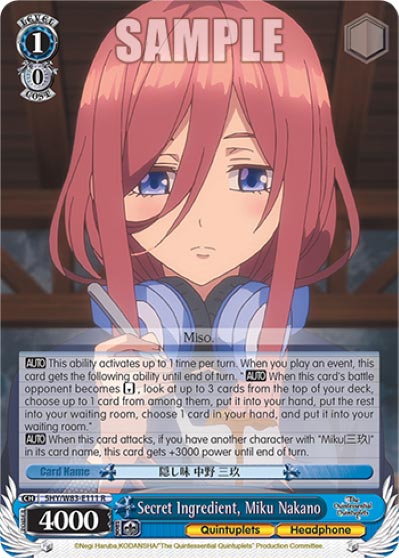 SAMPLE
LEVEL
1
0
COST
Miso.
AUTO This ability activates up to 1 time per turn. When you play an event, this
card gets the following ability until end of turn. "AUTO When this card's battle
opponent becomes [ ], look at up to 3 cards from the top of your deck,
choose up to 1 card from among them, put it into your hand, put the rest
into your waiting room, choose 1 card in your hand, and put it into your
waiting room."
AUTO When this card attacks, if you have another character with "Miku(三玖)"
in its card name, this card gets +3000 power until end of turn.
Card Name 隠し味 中野 三玖
CH 5HY/W83-E111 R
Secret Ingredient, Miku Nakano
The Quintessential Quintuplets
4000
Quintuplets Headphone
©Negi Haruba,KODANSHA/"The Quintessential Quintuplets" Production Committee.